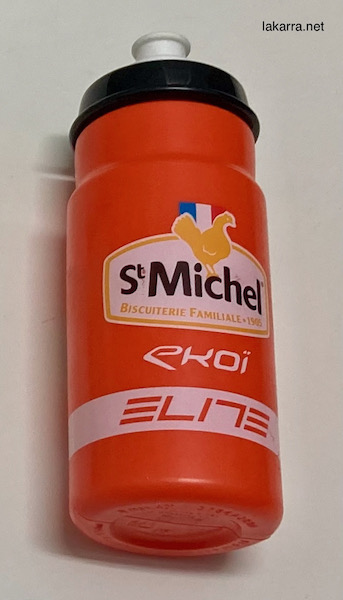 lakarra.net
St Michel
BISCUITERIE FAMILIALE • 1905
EKOÏ
ELITE